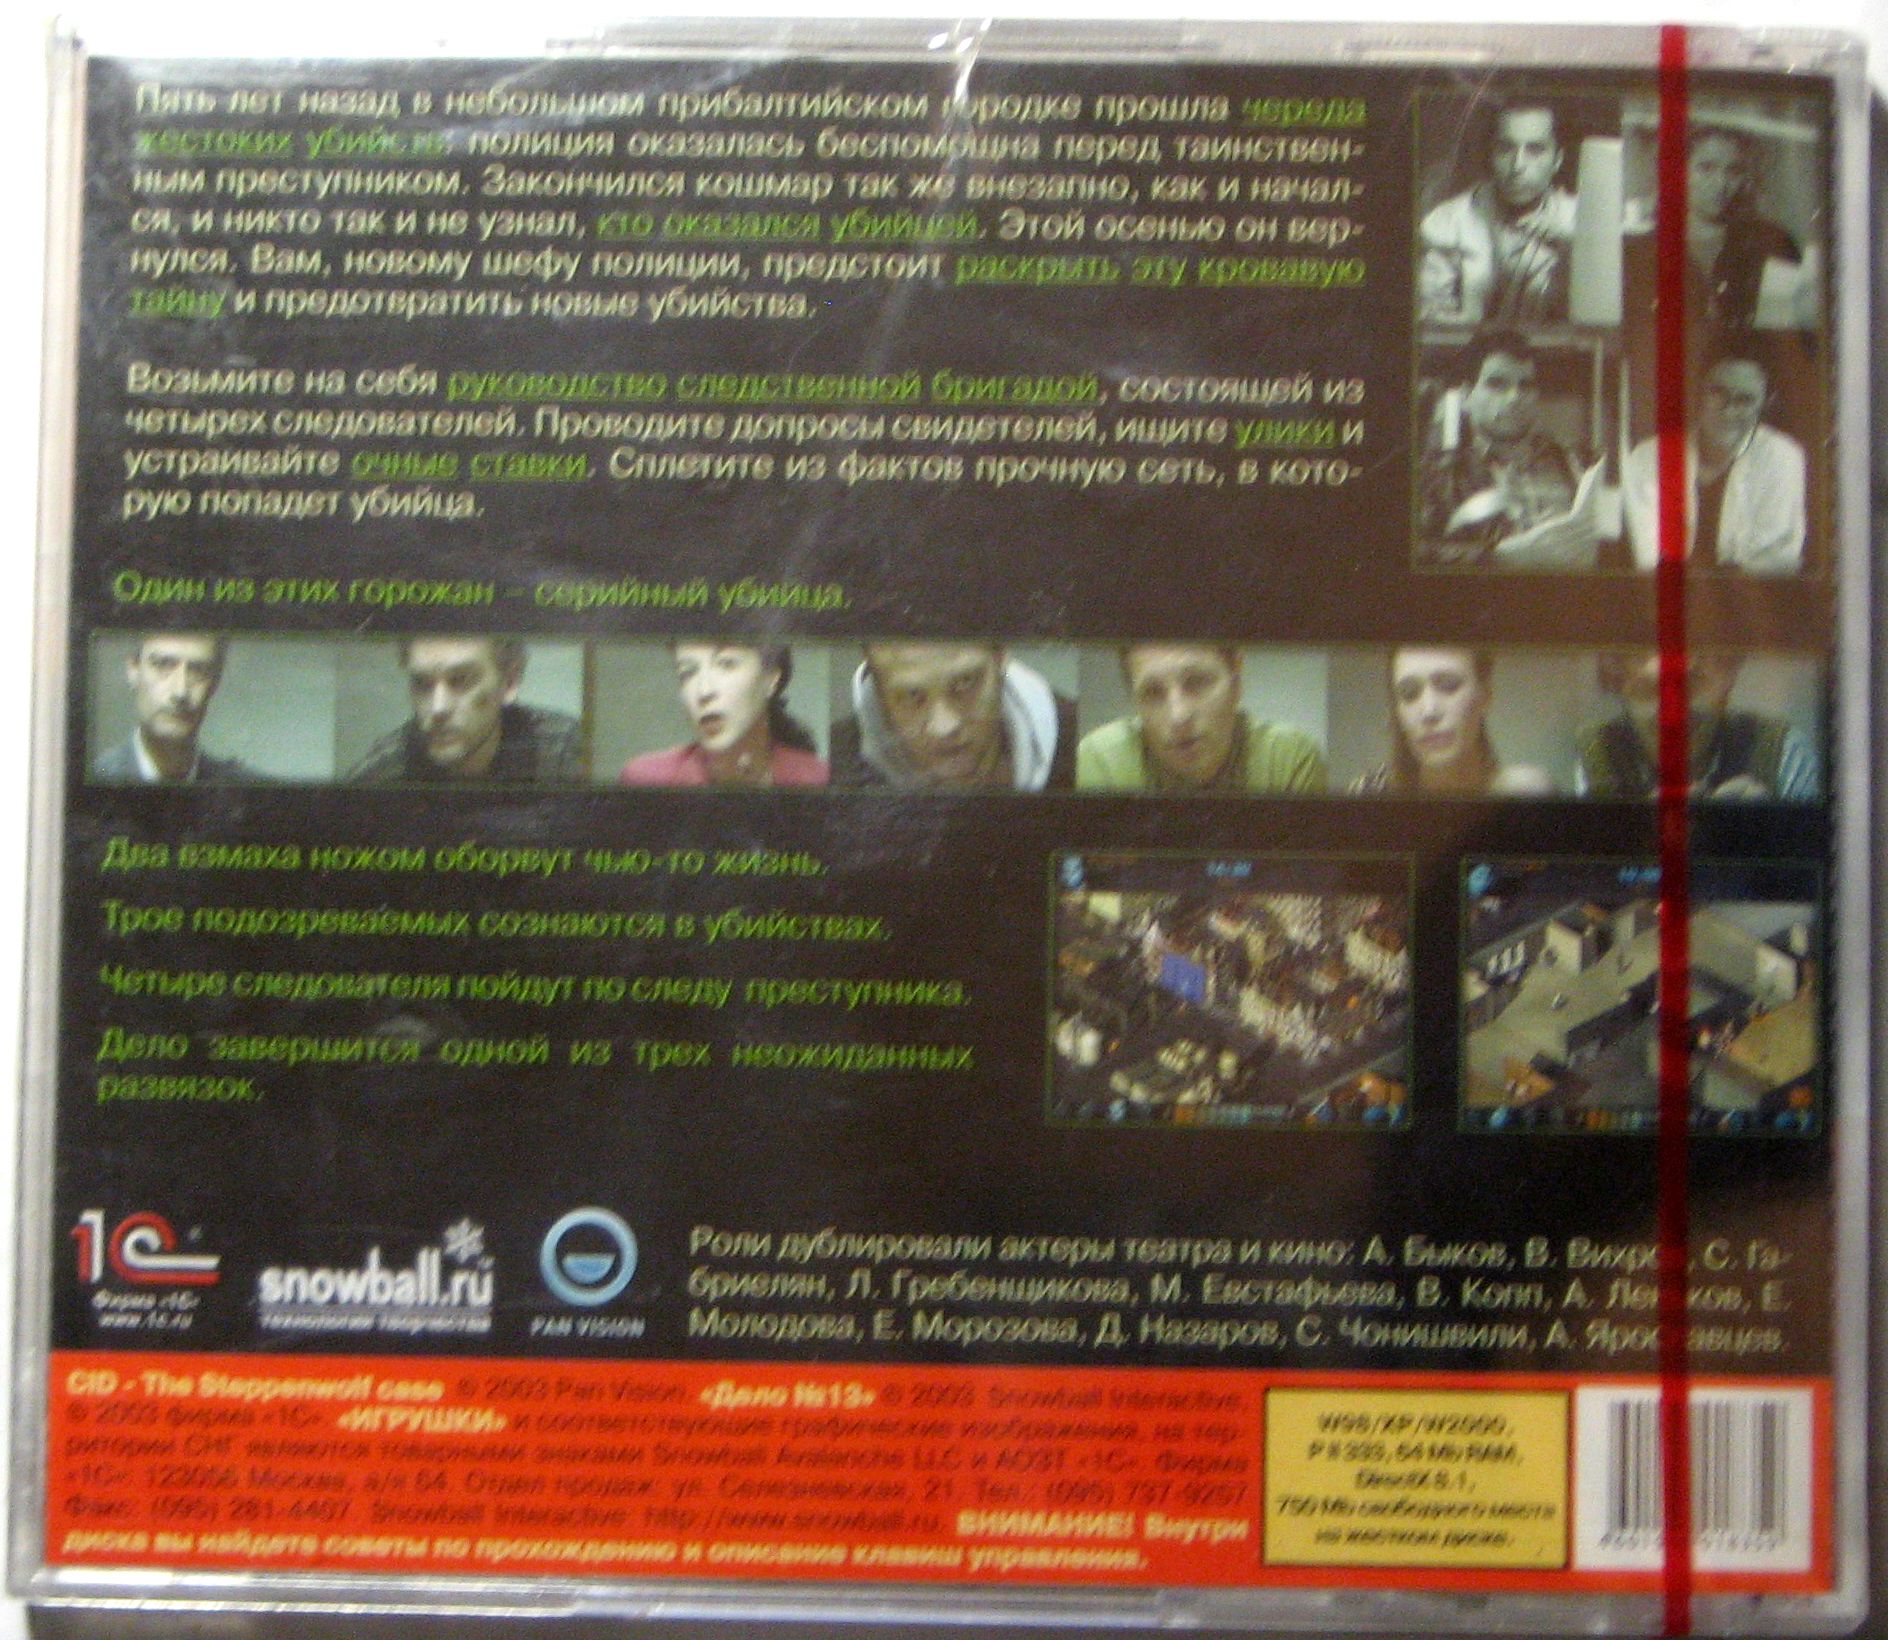 Пять лет назад в небольшом прибалтийском городке прошла череда
жестоких убийств: полиция оказалась беспомощна перед таинствен-
ным преступником. Закончился кошмар так же внезапно, как и начал-
ся, и никто так и не узнал, кто оказался убийцей. Этой осенью он вер-
нулся. Вам, новому шефу полиции, предстоит раскрыть эту кровавую
тайну и предотвратить новые убийства.
Возьмите на себя руководство следственной бригадой, состоящей из
четырех следователей. Проводите допросы свидетелей, ищите улики и
устраивайте очные ставки. Сплетите из фактов прочную сеть, в кото-
рую попадет убийца.
Один из этих горожан – серийный убийца.
Два взмаха ножом оборвут чью-то жизнь.
Трое подозреваемых сознаются в убийствах.
Четыре следователя пойдут по следу преступника.
Дело завершится одной из трех неожиданных
развязок.
1С
Фирма «1С»
www.1c.ru
snowball.ru
технологии творчества
PAN VISION
Роли дублировали актеры театра и кино: А. Быков, В. Вихров, С. Га-
бриелян, Л. Гребенщикова, М. Евстафьева, В. Копп, А. Е.
Молодова, Е. Морозова, Д. Назаров, С. Чонишвили, А. Ярославцев.
CID - The Steppenwolf case © 2003 Pan Vision. «Дело №13» © 2003 Snowball Interactive,
© 2003 фирма «1С». «ИГРУШКИ» и соответствующие графические изображения, на тер-
ритории СНГ являются товарными знаками Snowball Avalanche LLC и АОЗТ «1С». Фирма
«1С»: 123056 Москва, а/я 64. Отдел продаж: ул. Селезневская, 21. Тел.: (095) 737-9257
Факс: (095) 281-4407. Snowball Interactive: http://www.snowball.ru. ВНИМАНИЕ! Внутри
диска вы найдете советы по прохождению и описание клавиш управления.
W98/XP/W2000,
P II 333, 64 Mb RAM,
DirectX 8.1,
750 Mb свободного места
на жестком диске.